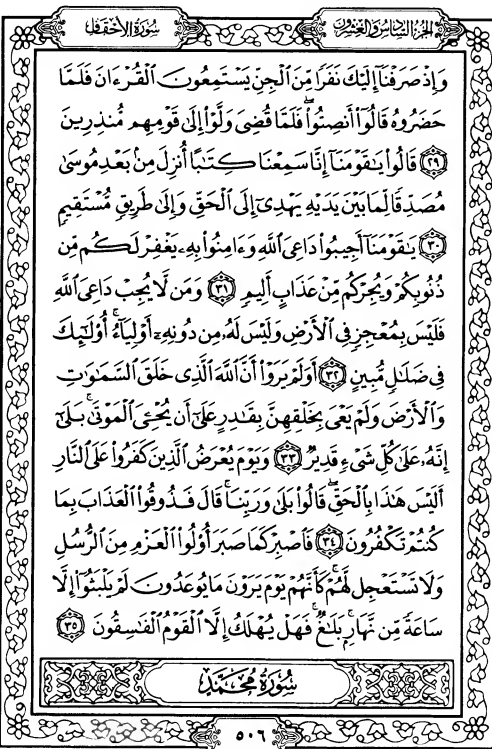 الجزء السادس والعشرون
سورة الأحقاف
وَإِذْ صَرَفْنَآ إِلَيْكَ نَفَرًا مِّنَ ٱلْجِنِّ يَسْتَمِعُونَ ٱلْقُرْءَانَ فَلَمَّا
حَضَرُوهُ قَالُوٓا۟ أَنصِتُوا۟ ۖ فَلَمَّا قُضِىَ وَلَّوْا۟ إِلَىٰ قَوْمِهِم مُّنذِرِينَ
﴿٢٩﴾ قَالُوا۟ يَٰقَوْمَنَآ إِنَّا سَمِعْنَا كِتَٰبًا أُنزِلَ مِنۢ بَعْدِ مُوسَىٰ
مُصَدِّقًا لِّمَا بَيْنَ يَدَيْهِ يَهْدِىٓ إِلَى ٱلْحَقِّ وَإِلَىٰ طَرِيقٍ مُّسْتَقِيمٍ
﴿٣٠﴾ يَٰقَوْمَنَآ أَجِيبُوا۟ دَاعِىَ ٱللَّهِ وَءَامِنُوا۟ بِهِۦ يَغْفِرْ لَكُم مِّن
ذُنُوبِكُمْ وَيُجِرْكُم مِّنْ عَذَابٍ أَلِيمٍ ﴿٣١﴾ وَمَن لَّا يُجِبْ دَاعِىَ ٱللَّهِ
فَلَيْسَ بِمُعْجِزٍ فِى ٱلْأَرْضِ وَلَيْسَ لَهُۥ مِن دُونِهِۦٓ أَوْلِيَآءُ ۚ أُو۟لَٰٓئِكَ
فِى ضَلَٰلٍ مُّبِينٍ ﴿٣٢﴾ أَوَلَمْ يَرَوْا۟ أَنَّ ٱللَّهَ ٱلَّذِى خَلَقَ ٱلسَّمَٰوَٰتِ
وَٱلْأَرْضَ وَلَمْ يَعْىَ بِخَلْقِهِنَّ بِقَٰدِرٍ عَلَىٰٓ أَن يُحْۦِىَ ٱلْمَوْتَىٰ ۚ بَلَىٰٓ
إِنَّهُۥ عَلَىٰ كُلِّ شَىْءٍ قَدِيرٌ ﴿٣٣﴾ وَيَوْمَ يُعْرَضُ ٱلَّذِينَ كَفَرُوا۟ عَلَى ٱلنَّارِ
أَلَيْسَ هَٰذَا بِٱلْحَقِّ ۖ قَالُوا۟ بَلَىٰ وَرَبِّنَا ۚ قَالَ فَذُوقُوا۟ ٱلْعَذَابَ بِمَا
كُنتُمْ تَكْفُرُونَ ﴿٣٤﴾ فَٱصْبِرْ كَمَا صَبَرَ أُو۟لُوا۟ ٱلْعَزْمِ مِنَ ٱلرُّسُلِ
وَلَا تَسْتَعْجِل لَّهُمْ ۚ كَأَنَّهُمْ يَوْمَ يَرَوْنَ مَا يُوعَدُونَ لَمْ يَلْبَثُوٓا۟ إِلَّا
سَاعَةً مِّن نَّهَارٍۭ ۚ بَلَٰغٌ ۚ فَهَلْ يُهْلَكُ إِلَّا ٱلْقَوْمُ ٱلْفَٰسِقُونَ ﴿٣٥﴾
سُورَةُ مُحَمَّدٍ
٥٠٦